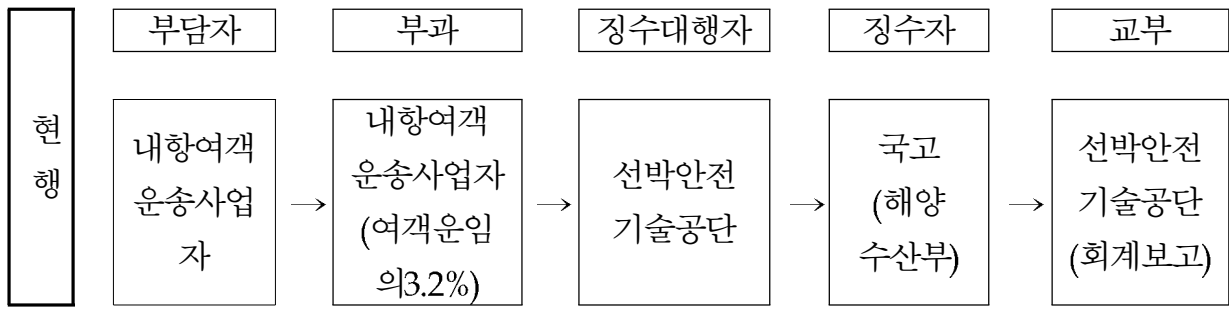 부담자
부과
징수대행자
징수자
교부
현
행
내항여객
운송사업
자
→
내항여객
운송사업자
(여객운임
의3.2%)
→
선박안전
기술공단
→
국고
(해양
수산부)
→
선박안전
기술공단
(회계보고)